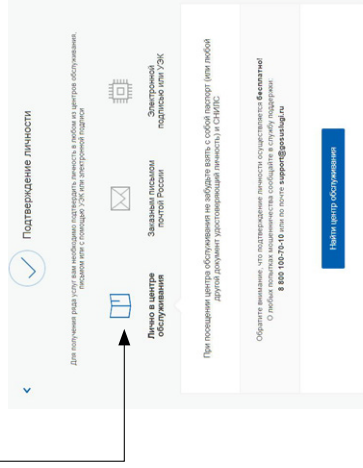 Подтверждение личности
Для получения ряда услуг вам необходимо подтвердить личность в любом из центров обслуживания,
письмом или с помощью УЭК или электронной подписи
Лично в центре
обслуживания
Заказным письмом
почтой России
Электронной
подписью или УЭК
При посещении центра обслуживания не забудьте взять с собой паспорт (или любой
другой документ удостоверяющий личность) и СНИЛС
Обратите внимание, что подтверждение личности осуществляется бесплатно!
О любых попытках мошенничества сообщайте в службу поддержки:
8 800 100-70-10 или по почте support@gosuslugi.ru
Найти центр обслуживания